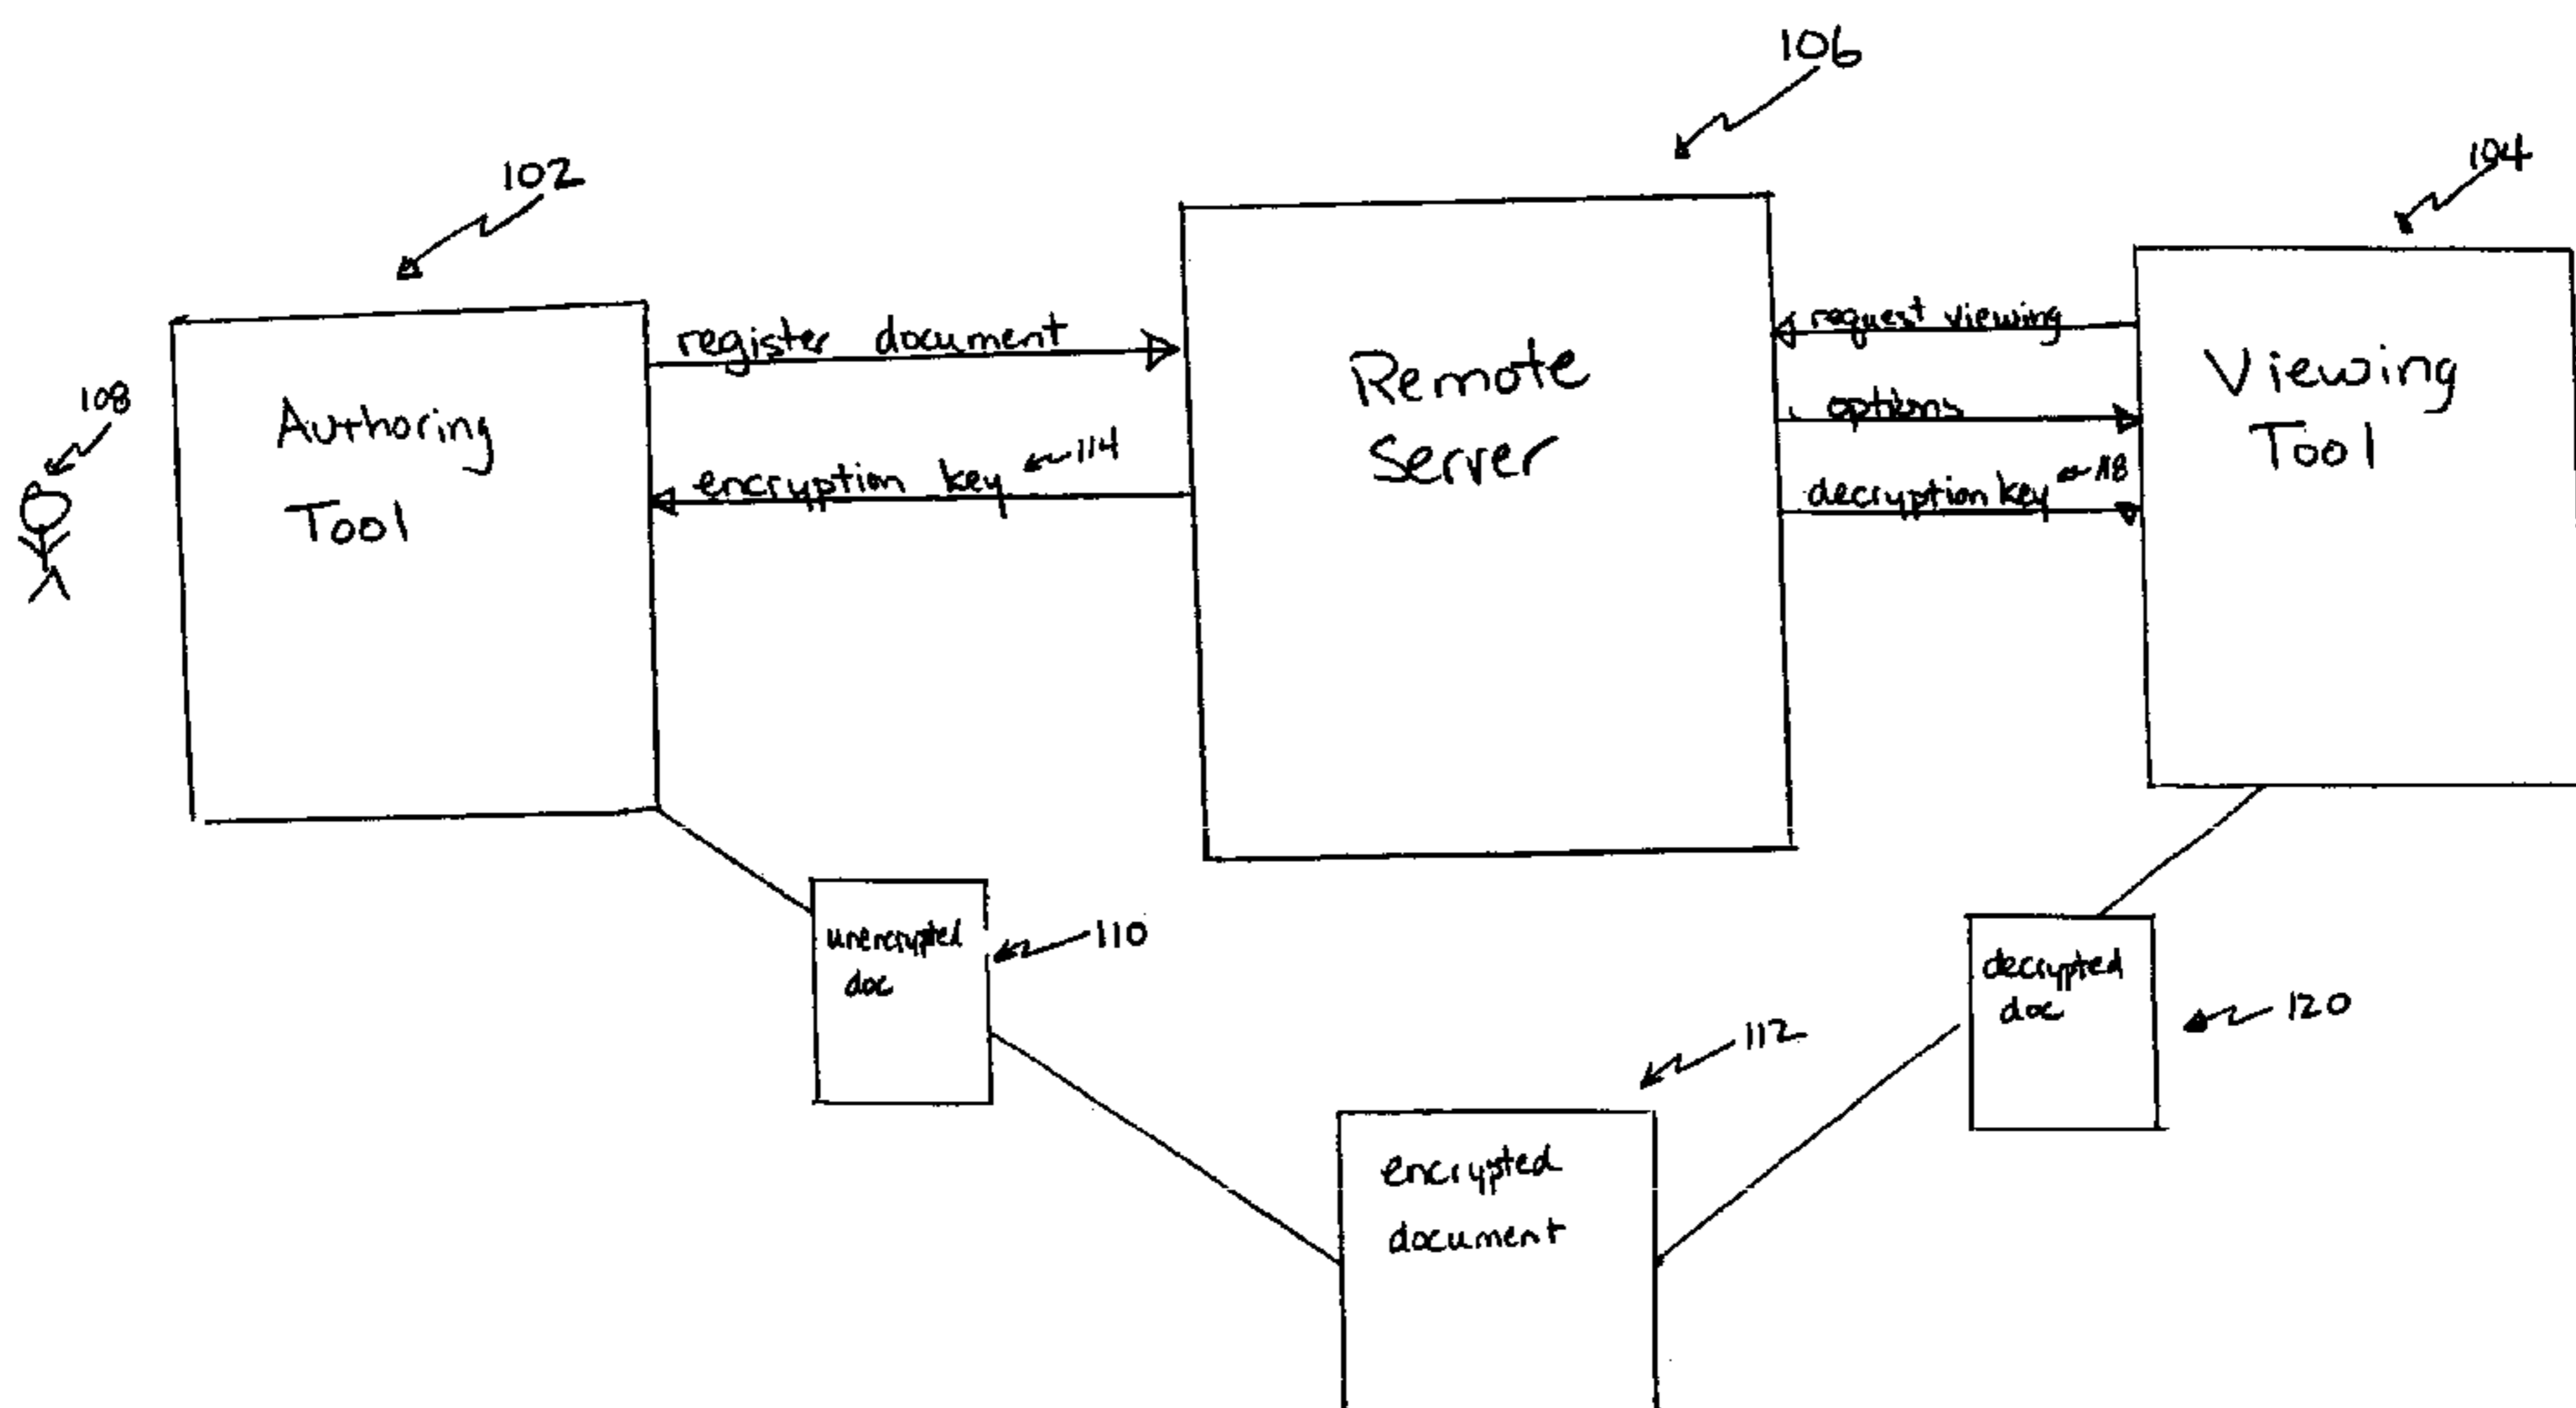 106
104
102
register document
request viewing
Remote
Server
Viewing
Tool
108
Authoring
Tool
options
encryption key
114
decryption key
118
unencrypted
doc
110
decrypted
doc
120
112
encrypted
document